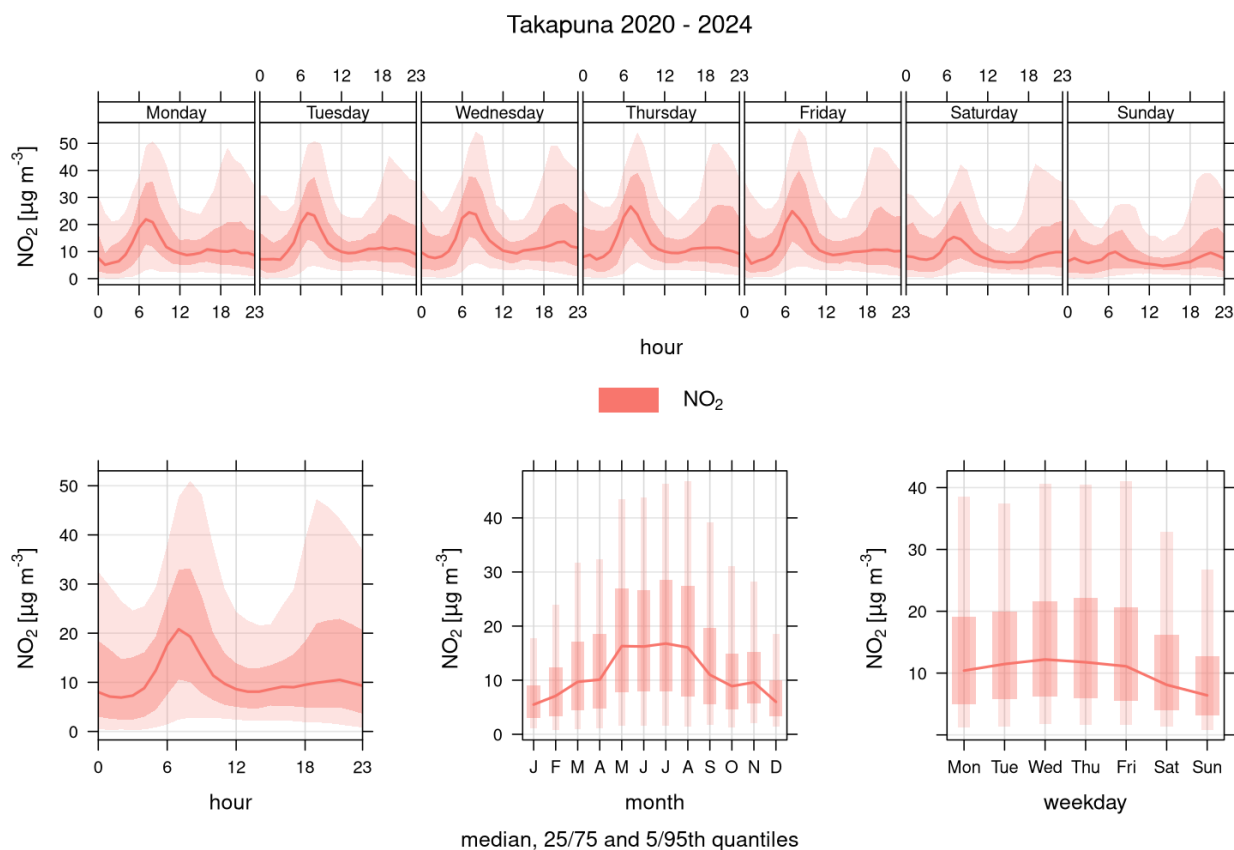 Takapuna 2020 - 2024
0 6 12 18 23 0 6 12 18 23 0 6 12 18 23
Monday Tuesday Wednesday Thursday Friday Saturday Sunday
50
40
30
20
10
0
NO₂ [µg m⁻³]
0 6 12 18 23 0 6 12 18 23 0 6 12 18 23 0 6 12 18 23
hour
NO₂
50
40
30
20
10
0
NO₂ [µg m⁻³]
0 6 12 18 23
hour
40
30
20
10
0
NO₂ [µg m⁻³]
J F M A M J J A S O N D
month
40
30
20
10
NO₂ [µg m⁻³]
Mon Tue Wed Thu Fri Sat Sun
weekday
median, 25/75 and 5/95th quantiles